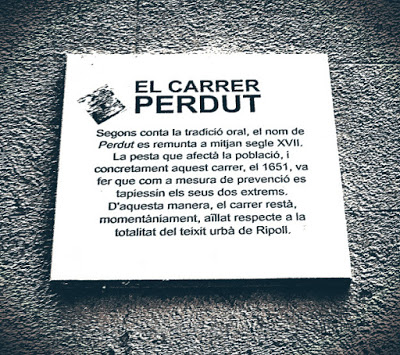 EL CARRER
PERDUT
Segons conta la tradició oral, el nom de
Perdut es remunta a mitjan segle XVII.
La pesta que afectà la població, i
concretament aquest carrer, el 1651, va
fer que com a mesura de prevenció es
tapiessin els seus dos extrems.
D'aquesta manera, el carrer restà,
momentàniament, aïllat respecte a la
totalitat del teixit urbà de Ripoll.